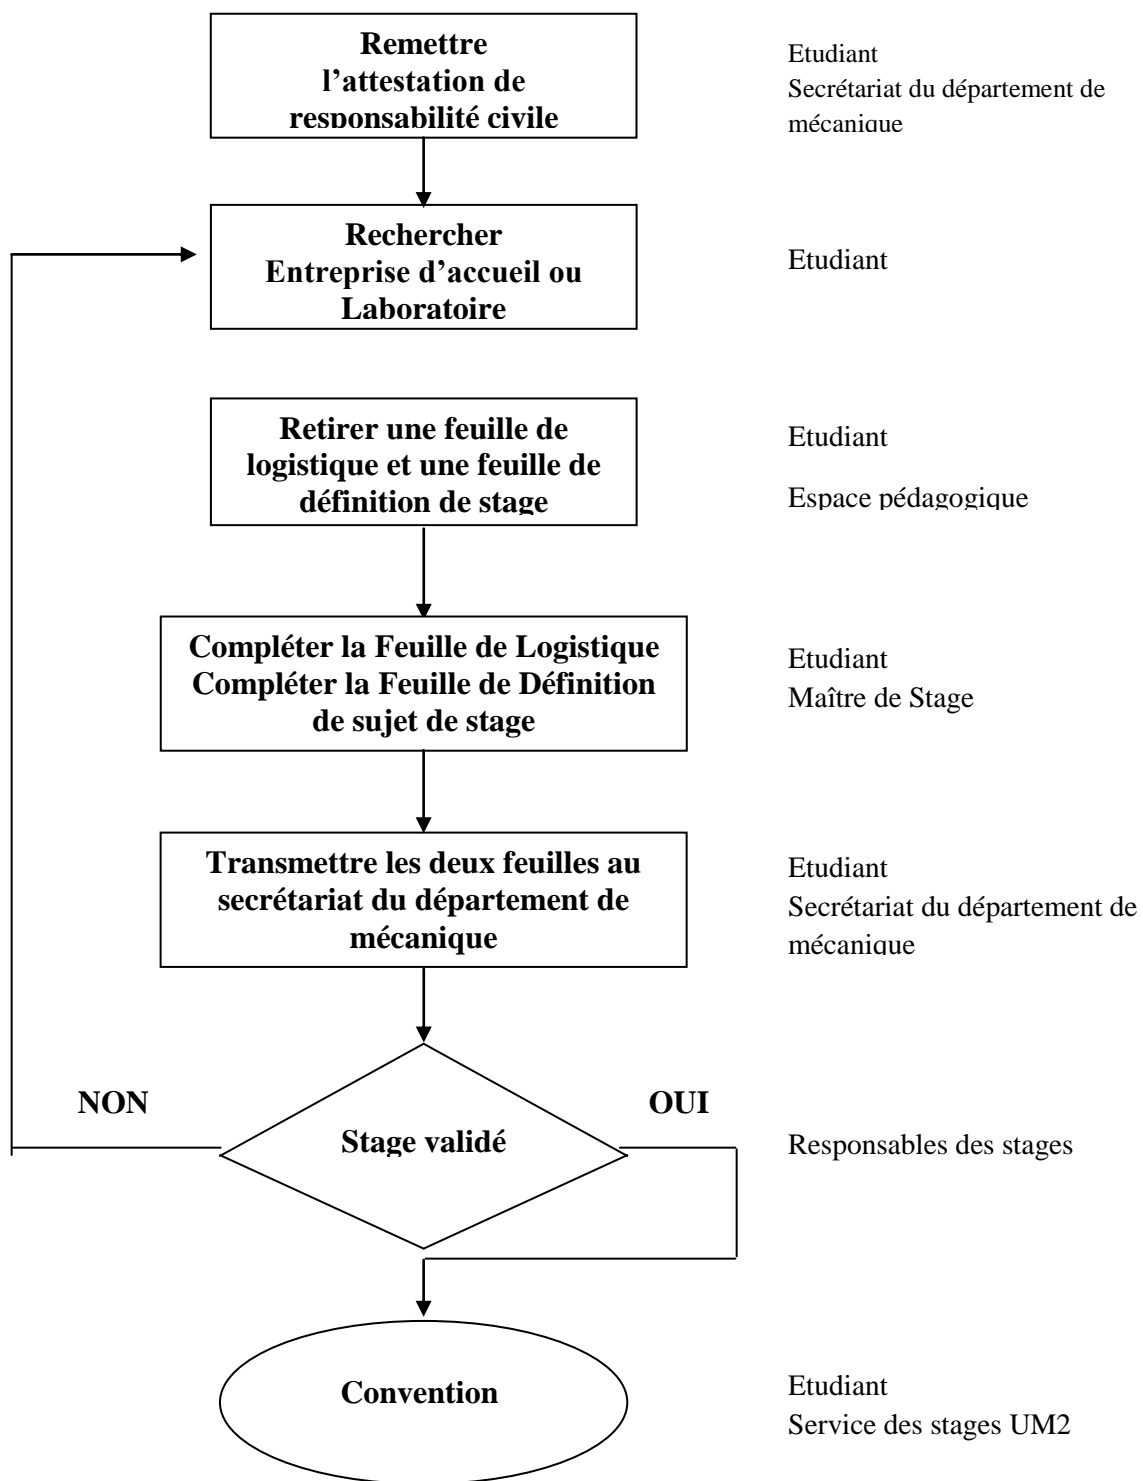 Remettre
l’attestation de
responsabilité civile
Etudiant
Secrétariat du département de
mécanique
Rechercher
Entreprise d’accueil ou
Laboratoire
Etudiant
Retirer une feuille de
logistique et une feuille de
définition de stage
Etudiant
Espace pédagogique
Compléter la Feuille de Logistique
Compléter la Feuille de Définition
de sujet de stage
Etudiant
Maître de Stage
Transmettre les deux feuilles au
secrétariat du département de
mécanique
Etudiant
Secrétariat du département de
mécanique
NON
OUI
Stage validé
Responsables des stages
Convention
Etudiant
Service des stages UM2